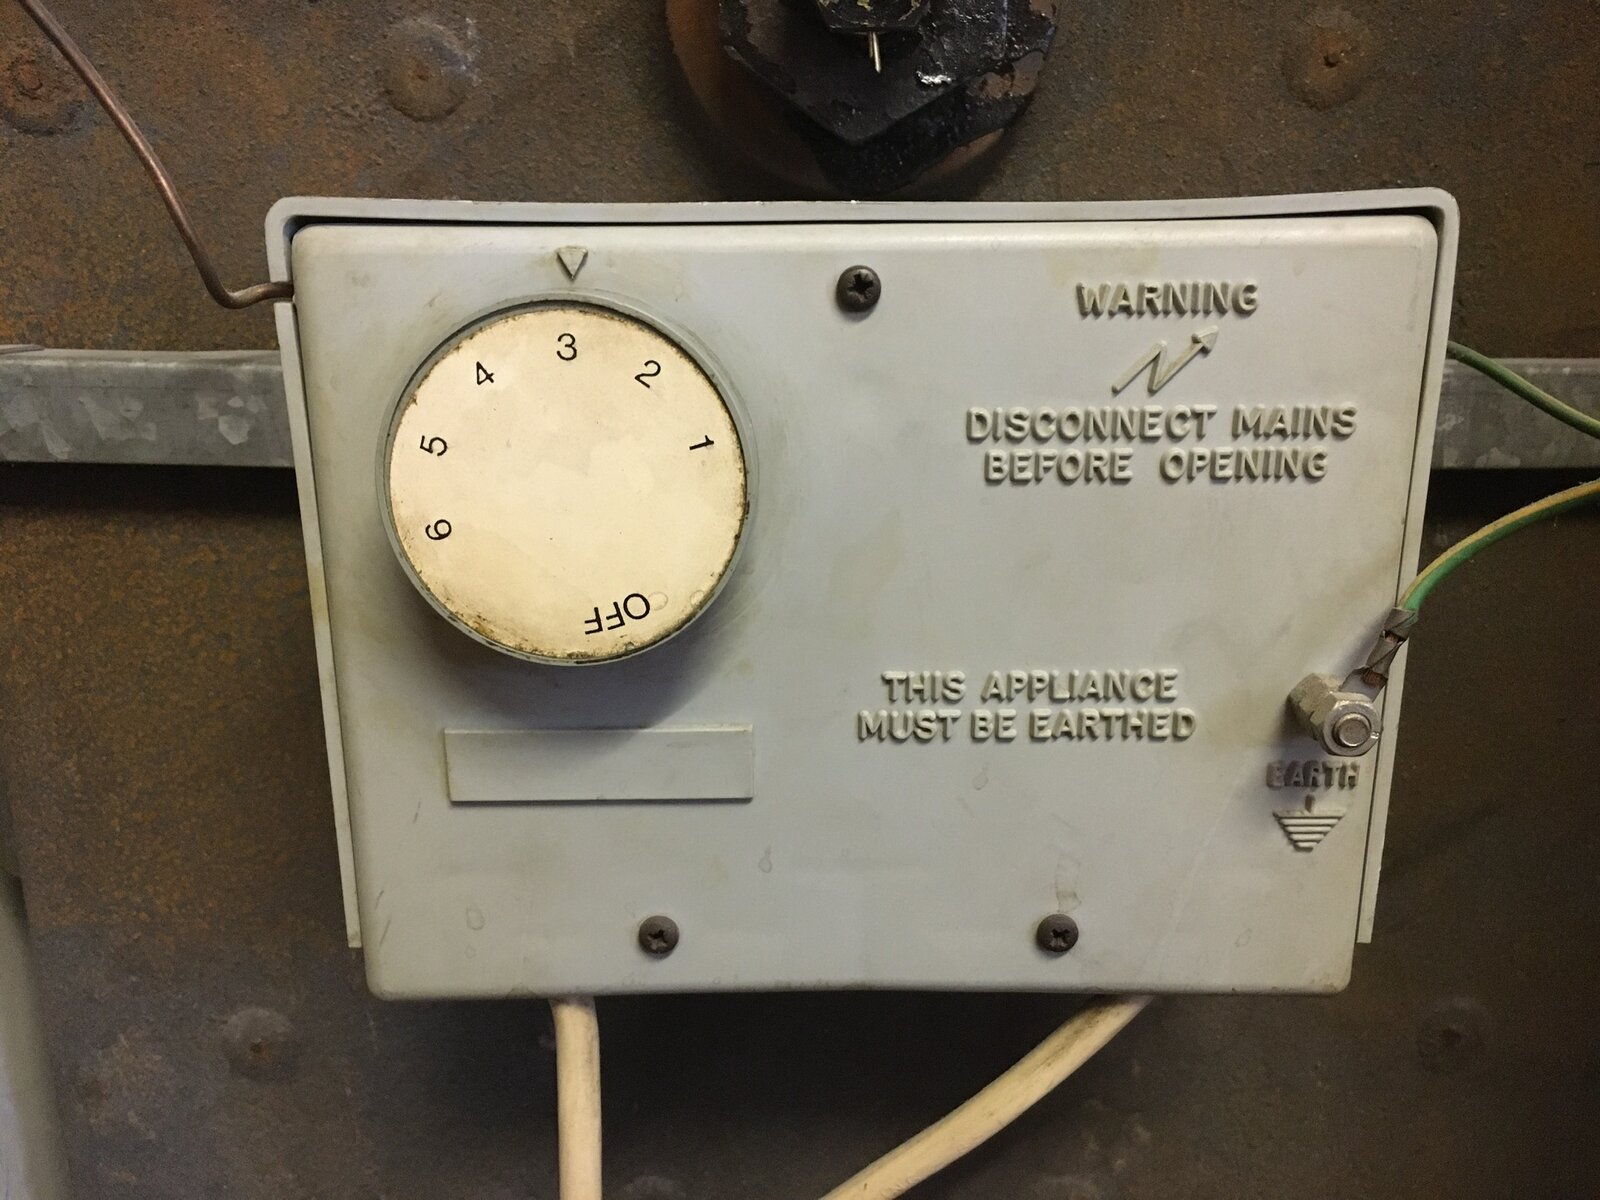 3
4
2
5
1
6
OFF
WARNING
DISCONNECT MAINS
BEFORE OPENING
THIS APPLIANCE
MUST BE EARTHED
EARTH